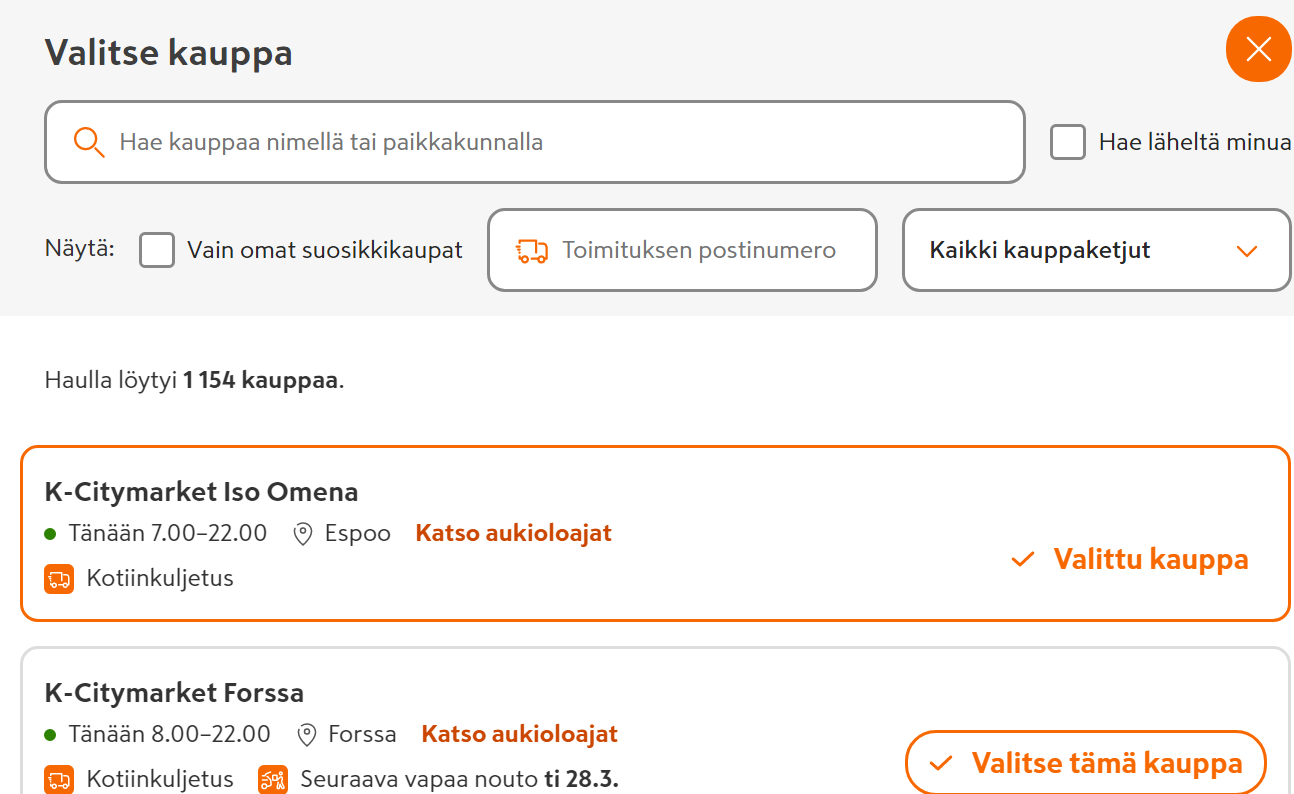 Valitse kauppa
Hae kauppaa nimellä tai paikkakunnalla
Hae läheltä minua
Näytä:
Vain omat suosikkikaupat
Toimituksen postinumero
Kaikki kauppaketjut
Haulla löytyi 1 154 kauppaa.
K-Citymarket Iso Omena
Tänään 7.00–22.00 Espoo Katso aukioloajat
Kotiinkuljetus
Valittu kauppa
K-Citymarket Forssa
Tänään 8.00–22.00 Forssa Katso aukioloajat
Kotiinkuljetus Seuraava vapaa nouto ti 28.3.
Valitse tämä kauppa